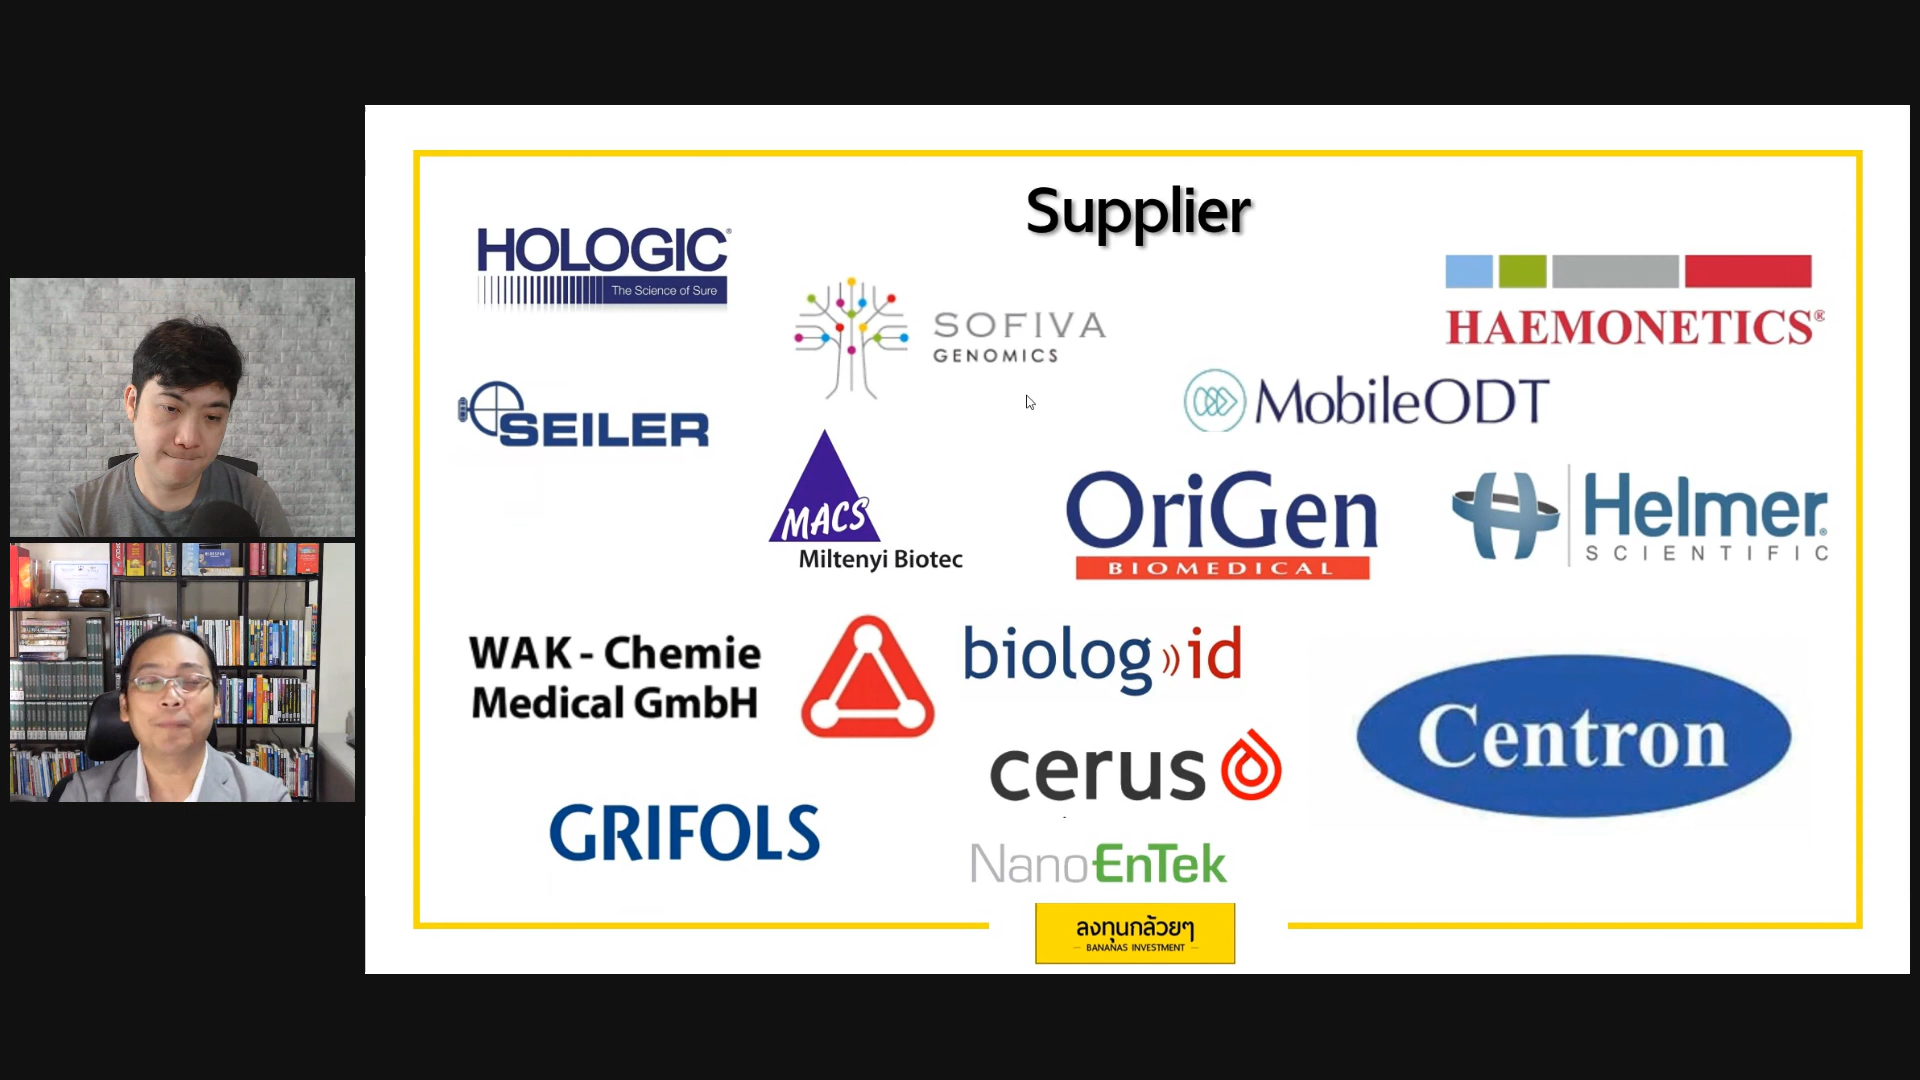 Supplier
HOLOGIC®
The Science of Sure
SOFIVA
GENOMICS
HAEMONETICS®
SEILER
MobileODT
MACS
Miltenyi Biotec
OriGen
BIOMEDICAL
Helmer®
SCIENTIFIC
WAK - Chemie
Medical GmbH
biolog id
Centron
cerus
GRIFOLS
NanoEnTek
ลงทุนกล้วยๆ
BANANAS INVESTMENT